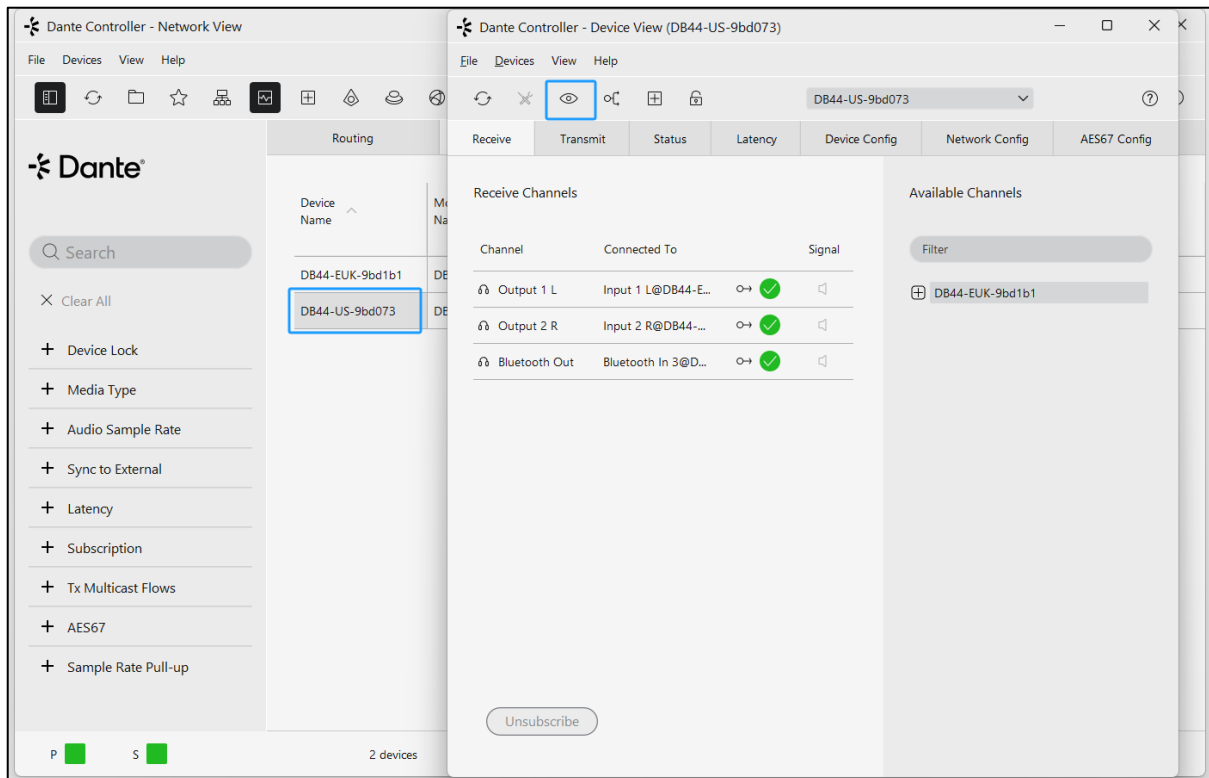 Dante Controller - Network View
File Devices View Help
Dante®
Search
Clear All
Device Lock
Media Type
Audio Sample Rate
Sync to External
Latency
Subscription
Tx Multicast Flows
AES67
Sample Rate Pull-up
P S 2 devices
Routing
Device Name
DB44-EUK-9bd1b1
DB44-US-9bd073
Dante Controller - Device View (DB44-US-9bd073)
File Devices View Help
DB44-US-9bd073
Receive Transmit Status Latency Device Config Network Config AES67 Config
Receive Channels
Channel Connected To Signal
Output 1 L Input 1 L@DB44-E...
Output 2 R Input 2 R@DB44-...
Bluetooth Out Bluetooth In 3@D...
Unsubscribe
Available Channels
Filter
DB44-EUK-9bd1b1